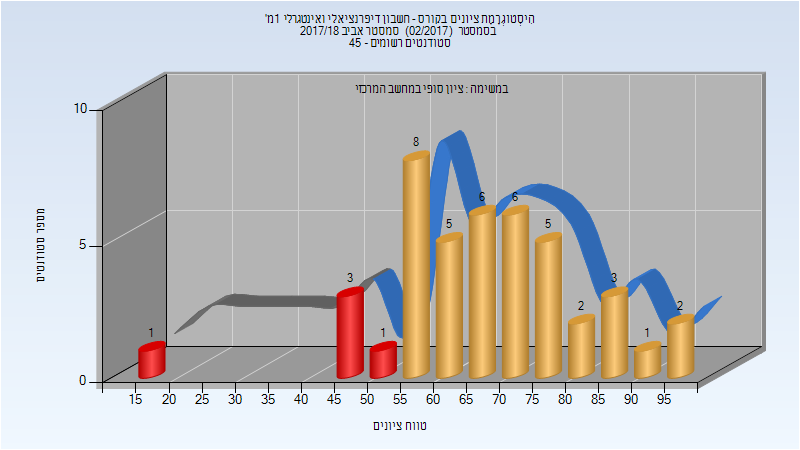 הִיסְטוגְרָמַת ציונים בקורס - חשבון דיפרנציאלי ואינטגרלי 1מ'
בסמסטר (02/2017) סמסטר אביב 2017/18
סטודנטים רשומים - 45
במשימה : ציון סופי במחשב המרכזי
מספר סטודנטים
10
5
0
1
3
1
8
5
6
6
5
2
3
1
2
15 20 25 30 35 40 45 50 55 60 65 70 75 80 85 90 95
טווח ציונים